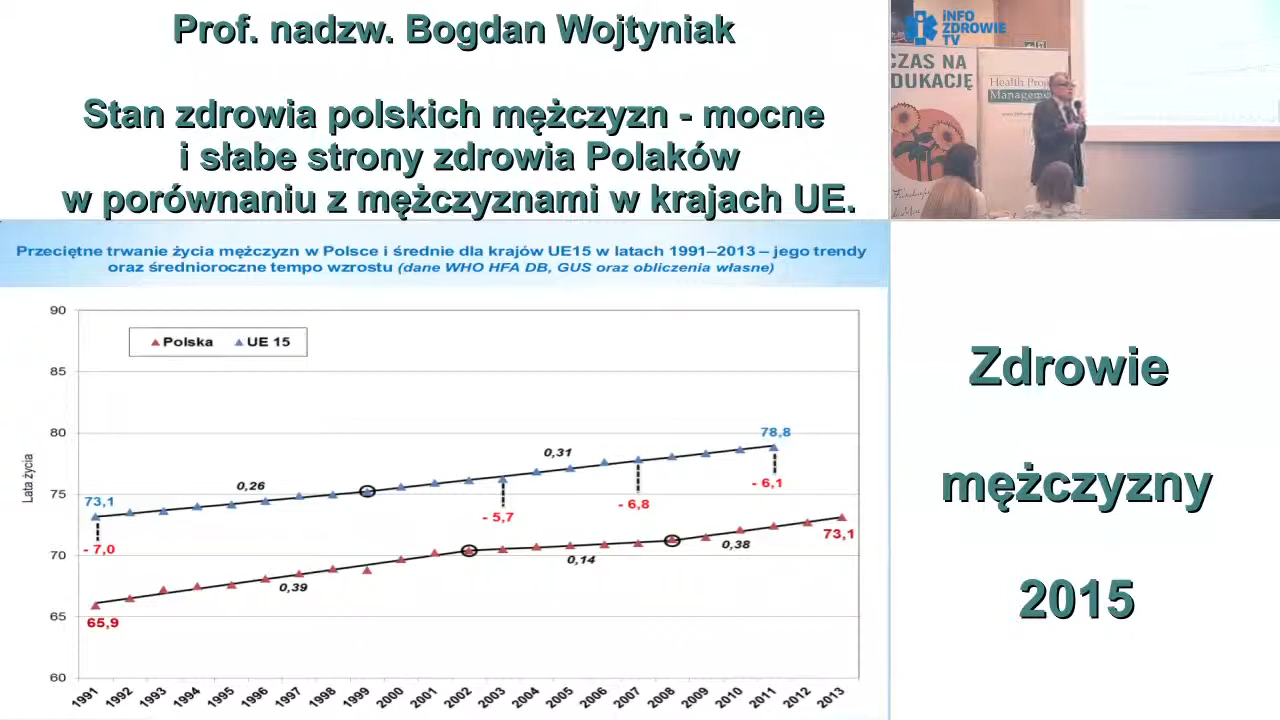 Prof. nadzw. Bogdan Wojtyniak
Stan zdrowia polskich mężczyzn - mocne
i słabe strony zdrowia Polaków
w porównaniu z mężczyznami w krajach UE.
iNFO
ZDROWIE
TV
CZAS NA
DUKACJĘ
Health Prog
Managem
Przeciętne trwanie życia mężczyzn w Polsce i średnie dla krajów UE15 w latach 1991–2013 – jego trendy
oraz średnioroczne tempo wzrostu (dane WHO HFA DB, GUS oraz obliczenia własne)
Lata życia
90
85
80
75
70
65
60
Polska
UE 15
73,1
0,26
0,31
78,8
- 7,0
- 5,7
- 6,8
- 6,1
65,9
0,39
0,14
0,38
73,1
1991 1992 1993 1994 1995 1996 1997 1998 1999 2000 2001 2002 2003 2004 2005 2006 2007 2008 2009 2010 2011 2012 2013
Zdrowie
mężczyzny
2015